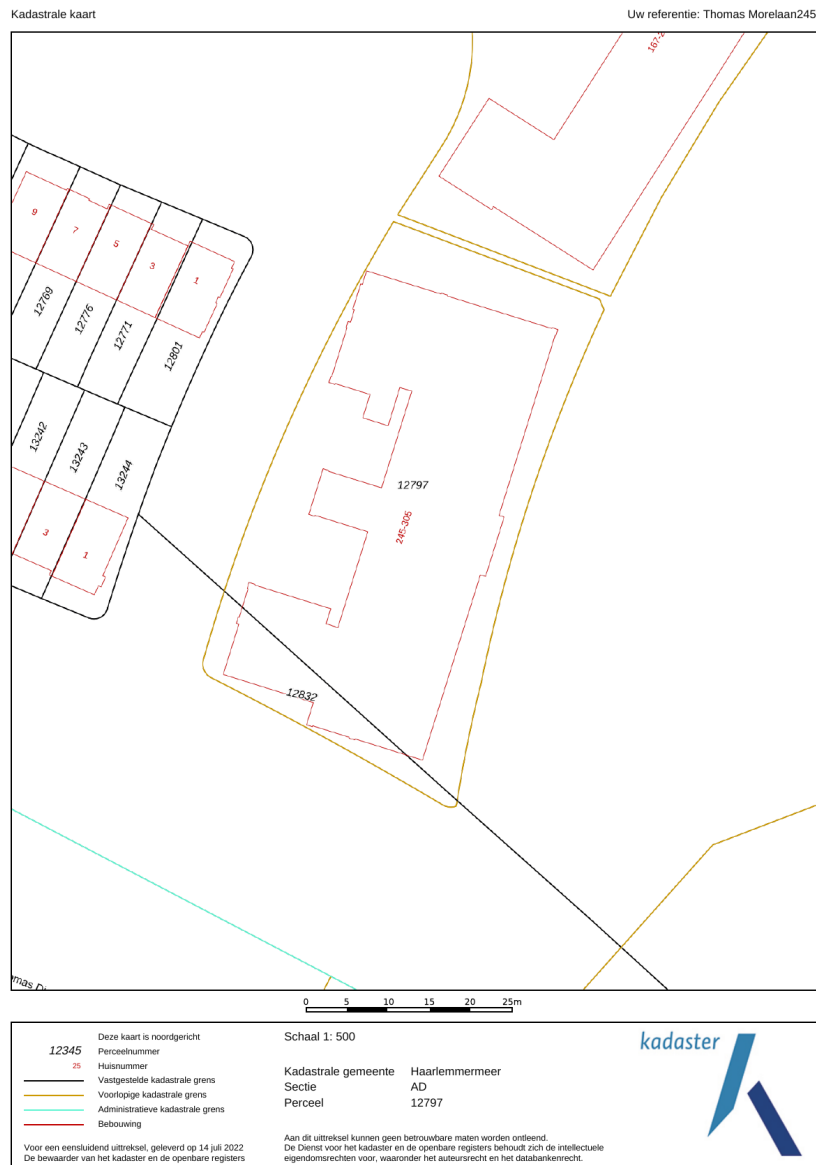 Kadastrale kaart
Uw referentie: Thomas Morelaan245
9
7
5
3
1
12769
12776
12771
12801
13242
13243
13244
3
1
12797
245-305
12832
0 5 10 15 20 25m
Deze kaart is noordgericht
12345 Perceelnummer
25 Huisnummer
Vastgestelde kadastrale grens
Voorlopige kadastrale grens
Administratieve kadastrale grens
Bebouwing
Voor een eensluidend uittreksel, geleverd op 14 juli 2022
De bewaarder van het kadaster en de openbare registers
Schaal 1: 500
Kadastrale gemeente Haarlemmermeer
Sectie AD
Perceel 12797
Aan dit uittreksel kunnen geen betrouwbare maten worden ontleend.
De Dienst voor het kadaster en de openbare registers behoudt zich de intellectuele
eigendomsrechten voor, waaronder het auteursrecht en het databankenrecht.
kadaster